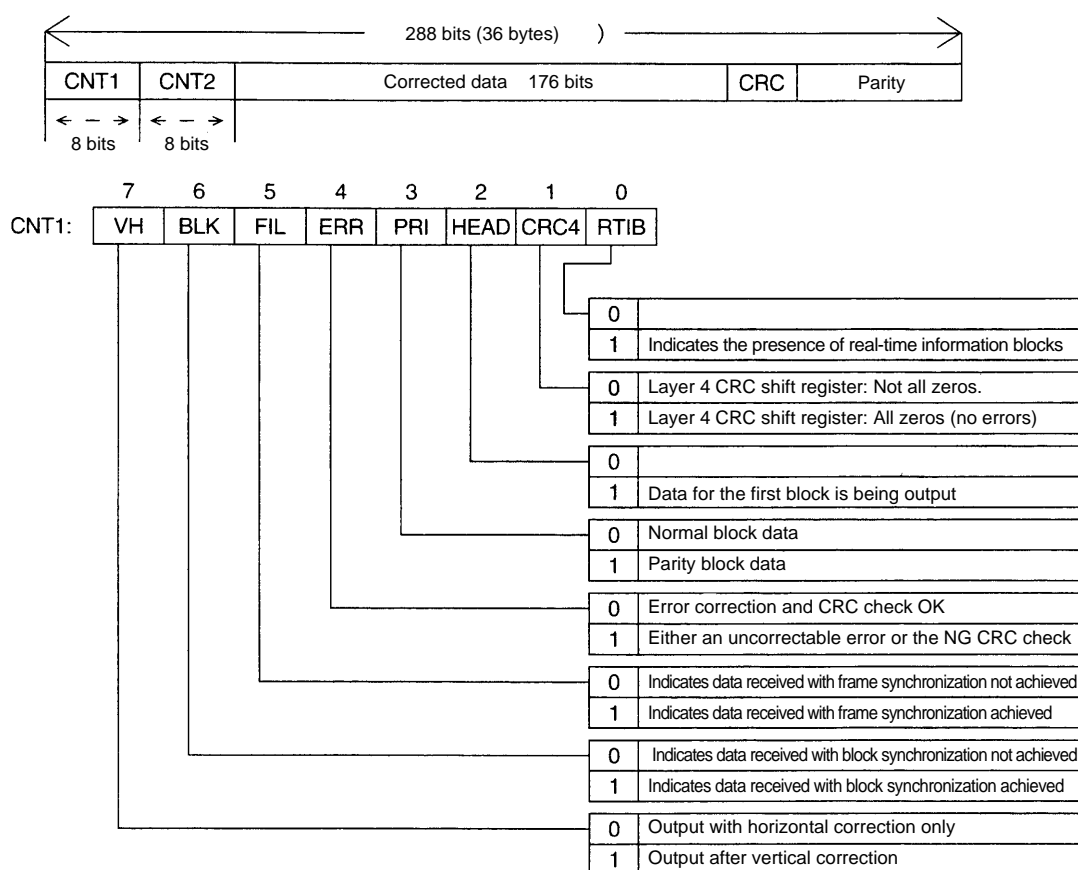 288 bits (36 bytes) )
CNT1 CNT2 Corrected data 176 bits CRC Parity
8 bits 8 bits
7 6 5 4 3 2 1 0
CNT1: VH BLK FIL ERR PRI HEAD CRC4 RTIB
0
1 Indicates the presence of real-time information blocks
0 Layer 4 CRC shift register: Not all zeros.
1 Layer 4 CRC shift register: All zeros (no errors)
0
1 Data for the first block is being output
0 Normal block data
1 Parity block data
0 Error correction and CRC check OK
1 Either an uncorrectable error or the NG CRC check
0 Indicates data received with frame synchronization not achieved
1 Indicates data received with frame synchronization achieved
0 Indicates data received with block synchronization not achieved
1 Indicates data received with block synchronization achieved
0 Output with horizontal correction only
1 Output after vertical correction